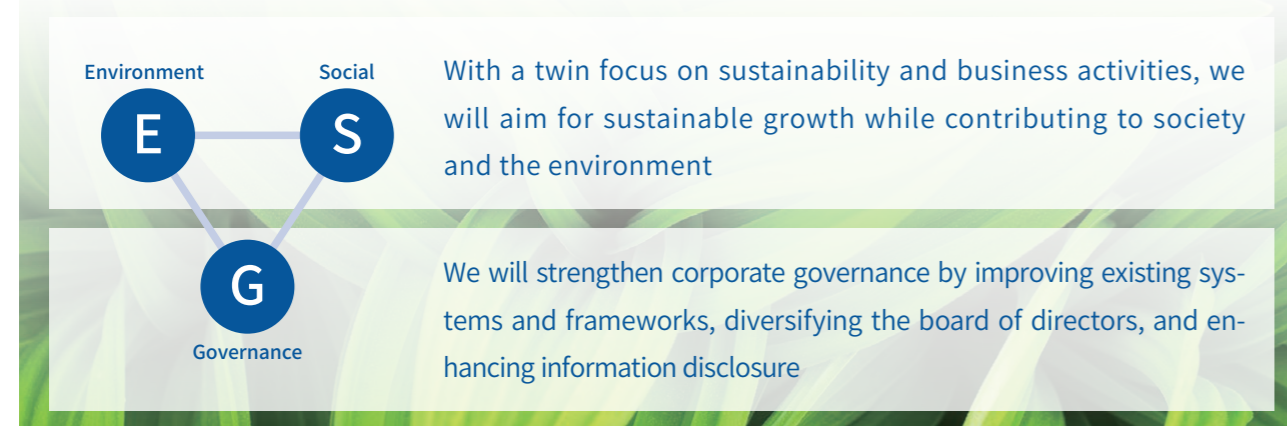 Environment
Social
E
S
With a twin focus on sustainability and business activities, we
will aim for sustainable growth while contributing to society
and the environment
G
Governance
We will strengthen corporate governance by improving existing sys-
tems and frameworks, diversifying the board of directors, and en-
hancing information disclosure